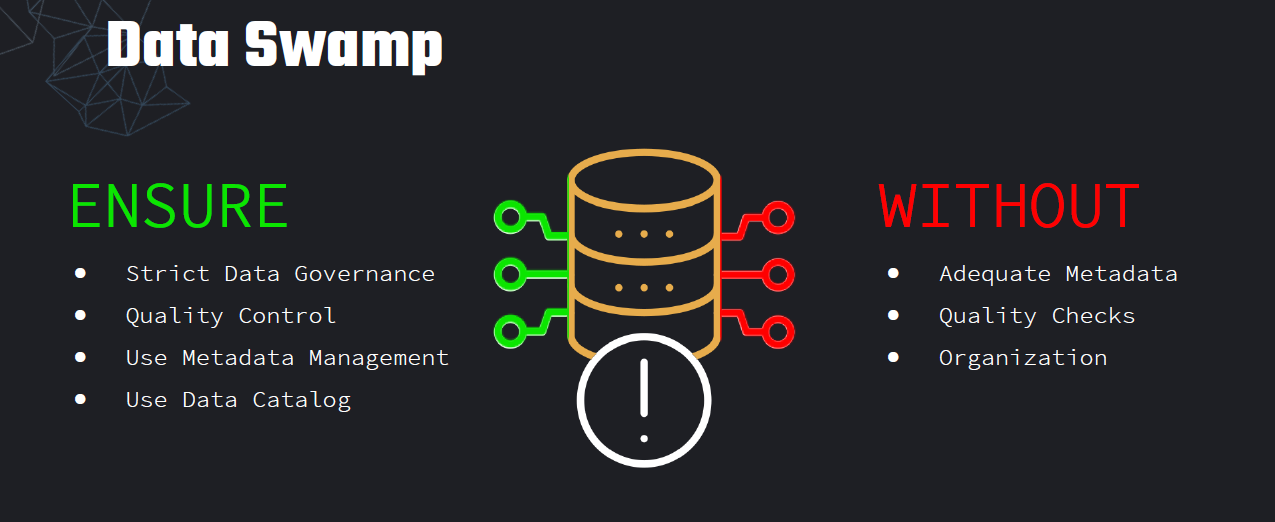 Data Swamp
ENSURE
● Strict Data Governance
● Quality Control
● Use Metadata Management
● Use Data Catalog
WITHOUT
● Adequate Metadata
● Quality Checks
● Organization